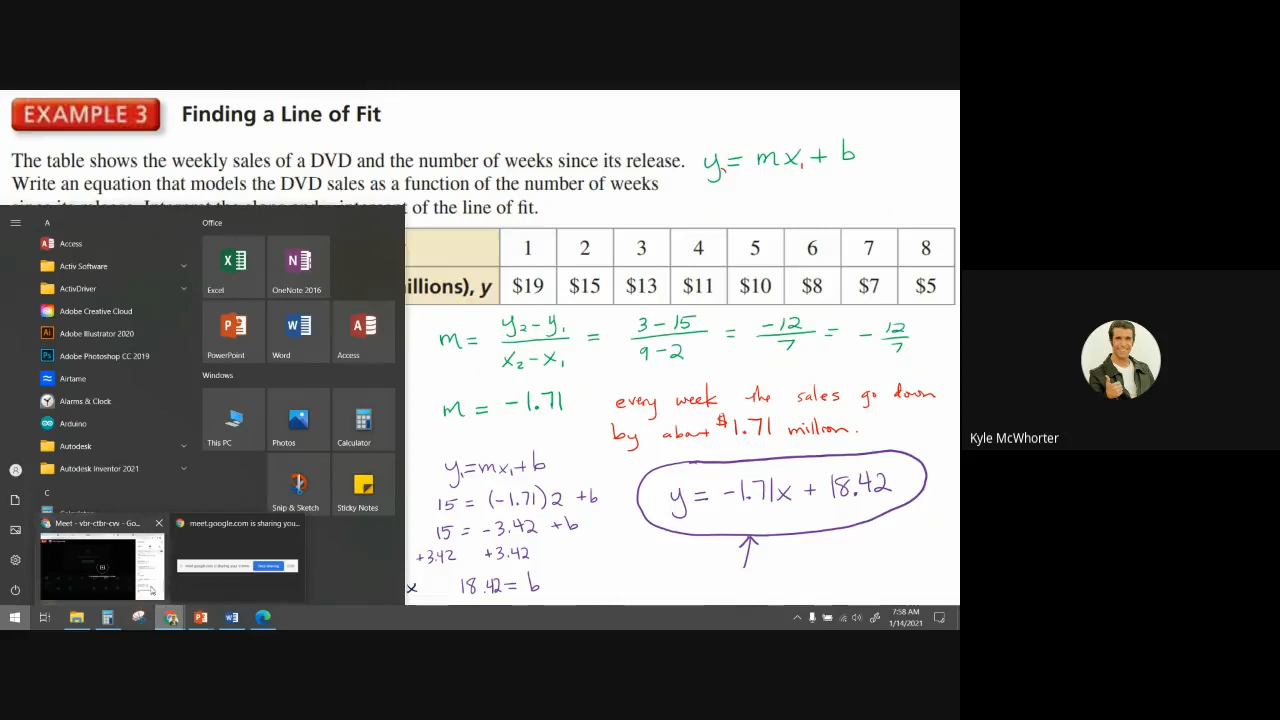 EXAMPLE 3 Finding a Line of Fit
The table shows the weekly sales of a DVD and the number of weeks since its release.
Write an equation that models the DVD sales as a function of the number of weeks
of the line of fit.
y₁ = mx₁ + b
1 2 3 4 5 6 7 8
illions), y $19 $15 $13 $11 $10 $8 $7 $5
m = y₂ - y₁ / x₂ - x₁ = 3 - 15 / 9 - 2 = -12 / 7 = - 12 / 7
m = -1.71
every week the sales go down
by about $1.71 million.
y₁ = mx₁ + b
15 = (-1.71) 2 + b
15 = -3.42 + b
+3.42 +3.42
18.42 = b
x
y = -1.71x + 18.42
A
Access
Activ Software
ActivDriver
Adobe Creative Cloud
Adobe Illustrator 2020
Adobe Photoshop CC 2019
Airtame
Alarms & Clock
Arduino
Autodesk
Autodesk Inventor 2021
C
Office
Excel
OneNote 2016
PowerPoint
Word
Access
Windows
This PC
Photos
Calculator
Snip & Sketch
Sticky Notes
Meet - vbr-ctbr-cvv - Go...
meet.google.com is sharing you...
Stop sharing
7:58 AM
1/14/2021
Kyle McWhorter